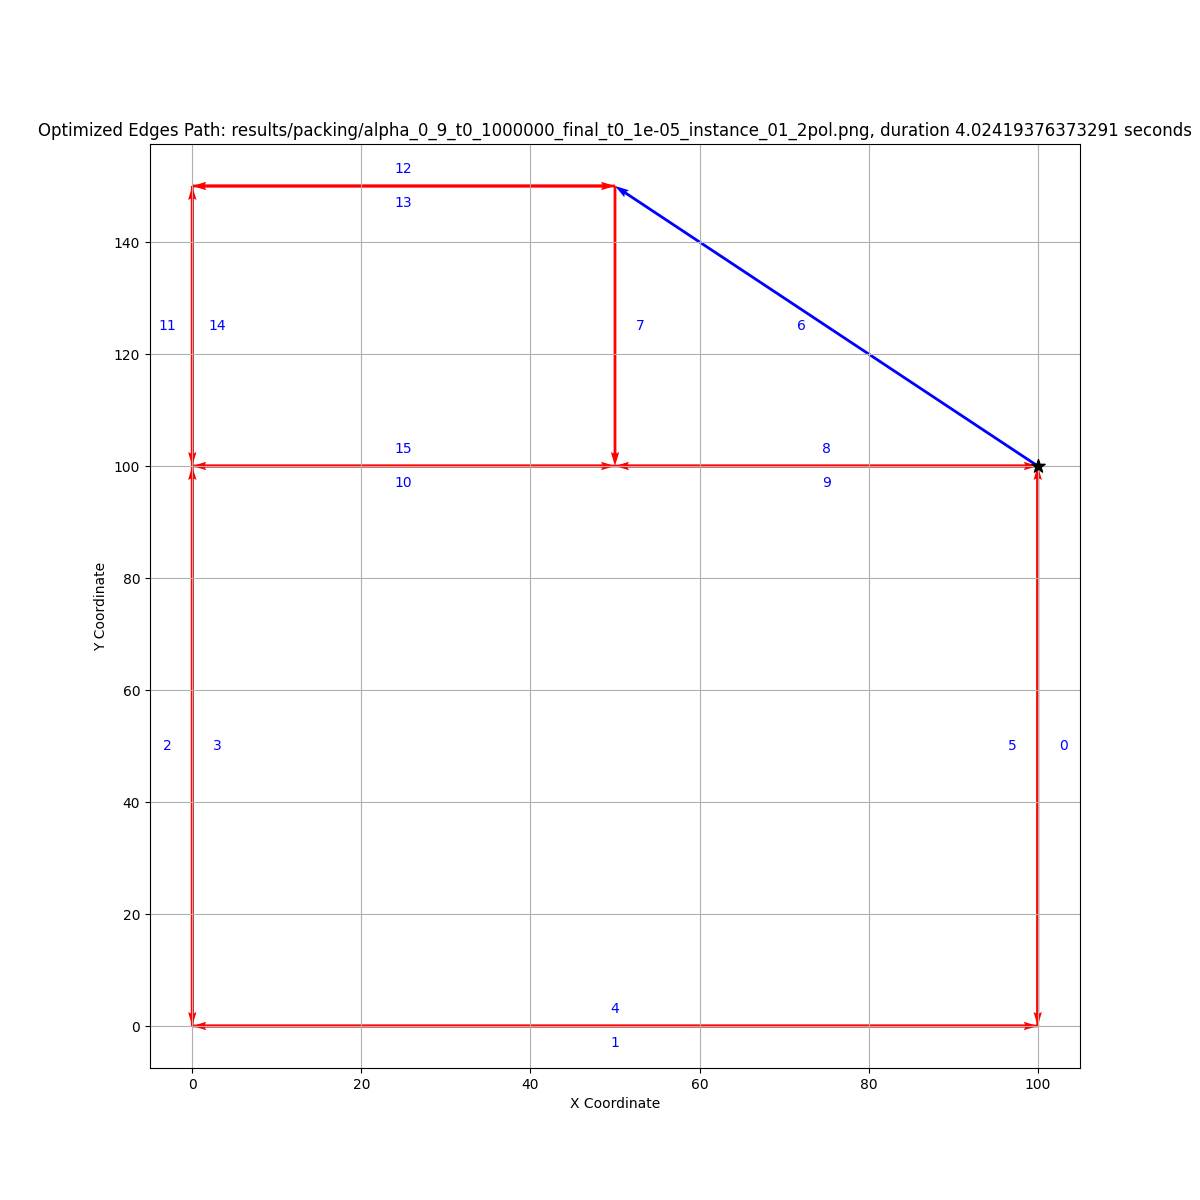 Optimized Edges Path: results/packing/alpha_0_9_t0_1000000_final_t0_1e-05_instance_01_2pol.png, duration 4.02419376373291 seconds
12
13
140
11 14 7 6
120
15 8
100
10 9
80
Y Coordinate
60
2 3 5 0
40
20
4
0
1
0 20 40 60 80 100
X Coordinate